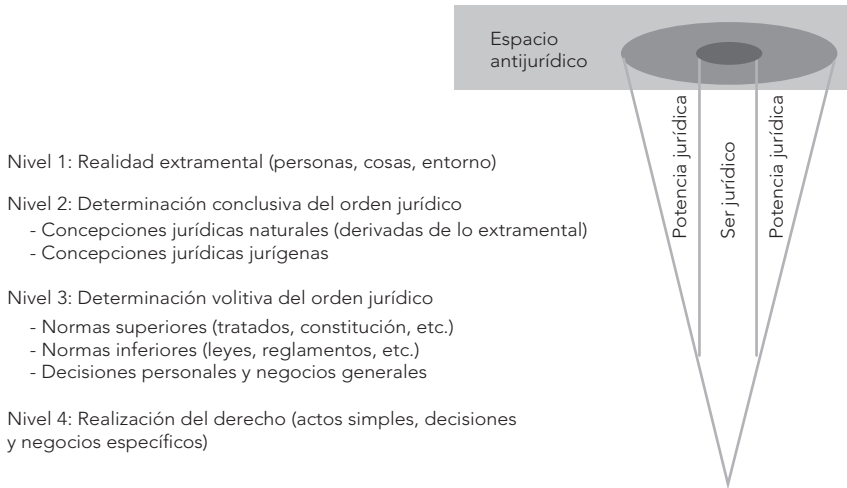 Espacio
antijurídico
Potencia jurídica
Ser jurídico
Potencia jurídica
Nivel 1: Realidad extramental (personas, cosas, entorno)
Nivel 2: Determinación conclusiva del orden jurídico
- Concepciones jurídicas naturales (derivadas de lo extramental)
- Concepciones jurídicas jurígenas
Nivel 3: Determinación volitiva del orden jurídico
- Normas superiores (tratados, constitución, etc.)
- Normas inferiores (leyes, reglamentos, etc.)
- Decisiones personales y negocios generales
Nivel 4: Realización del derecho (actos simples, decisiones
y negocios específicos)